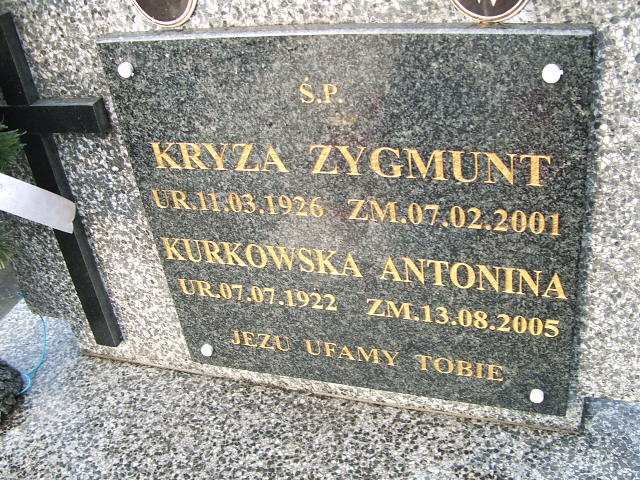 Ś.P.
KRYZA ZYGMUNT
UR.11.03.1926 ZM.07.02.2001
KURKOWSKA ANTONINA
UR.07.07.1922 ZM.13.08.2005
JEZU UFAMY TOBIE